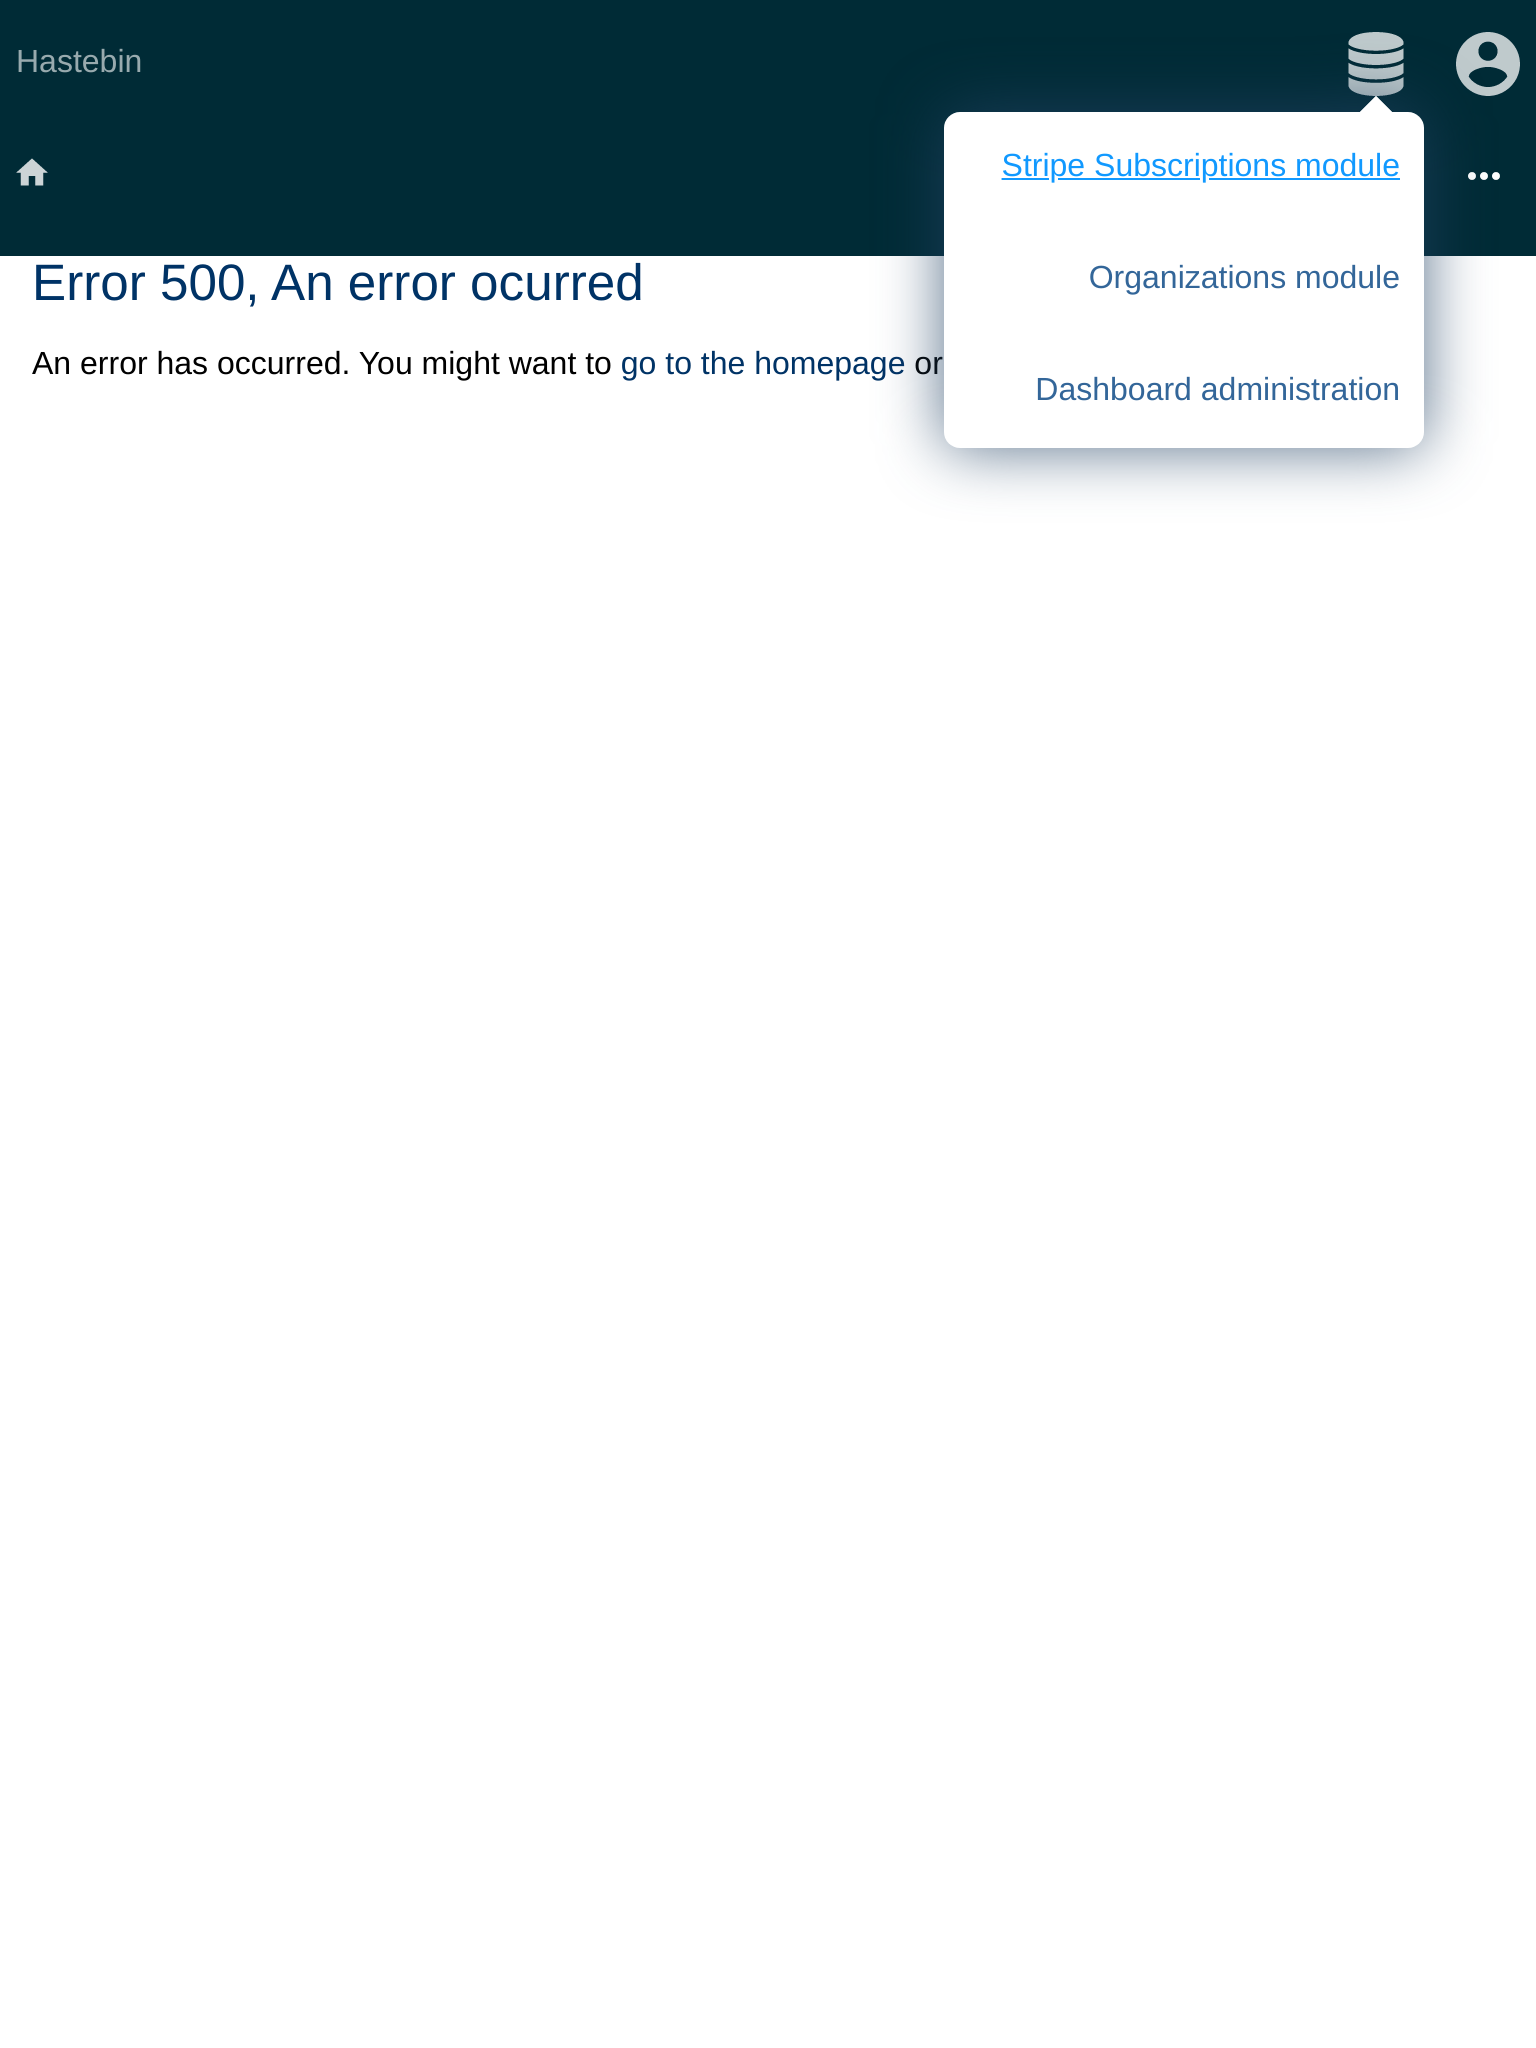 Hastebin
Stripe Subscriptions module
Organizations module
Dashboard administration
Error 500, An error ocurred
An error has occurred. You might want to go to the homepage or